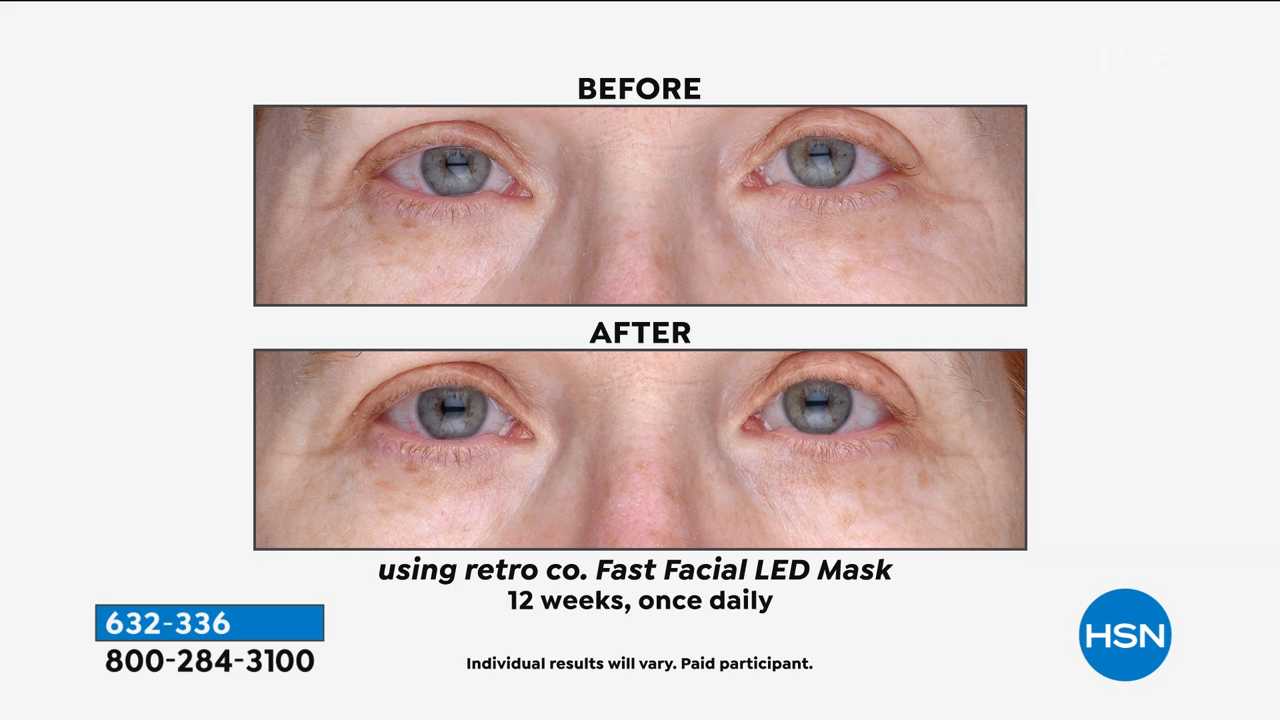 LIVE
BEFORE
AFTER
using retro co. Fast Facial LED Mask
12 weeks, once daily
632-336
800-284-3100
Individual results will vary. Paid participant.
HSN